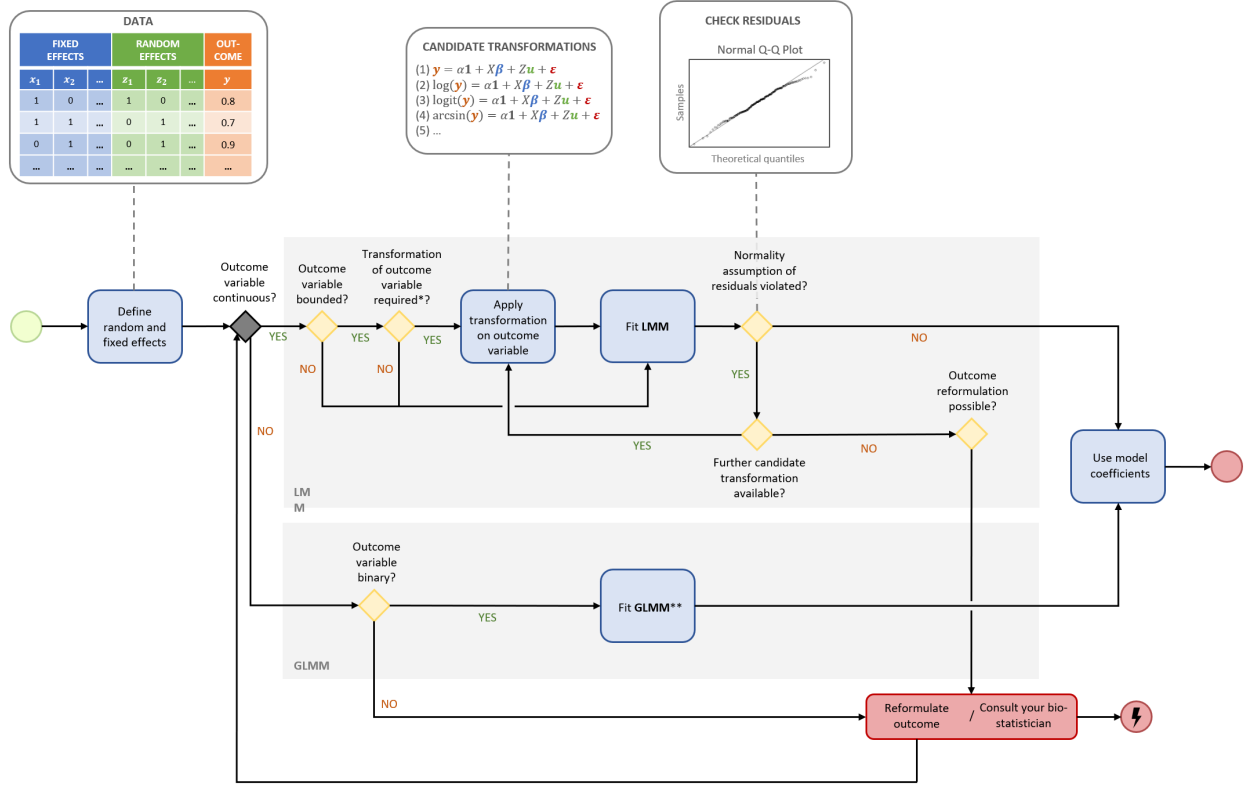 DATA
FIXED EFFECTS
RANDOM EFFECTS
OUT-COME
x₁ x₂ ... z₁ z₂ ... y
1 0 ... 1 0 ... 0.8
1 1 ... 0 1 ... 0.7
0 1 ... 0 1 ... 0.9
... ... ... ... ... ... ...
CANDIDATE TRANSFORMATIONS
(1) y = α1 + Xβ + Zu + ε
(2) log(y) = α1 + Xβ + Zu + ε
(3) logit(y) = α1 + Xβ + Zu + ε
(4) arcsin(y) = α1 + Xβ + Zu + ε
(5) ...
CHECK RESIDUALS
Normal Q-Q Plot
Samples
Theoretical quantiles
Define
random and
fixed effects
Outcome
variable
continuous?
YES
NO
Outcome
variable
bounded?
YES
NO
Transformation
of outcome
variable
required*?
YES
NO
Apply
transformation
on outcome
variable
Fit LMM
Normality
assumption of
residuals violated?
NO
YES
Further candidate
transformation
available?
YES
NO
Outcome
reformulation
possible?
LM
M
Use model
coefficients
Outcome
variable
binary?
YES
NO
Fit GLMM**
GLMM
Reformulate
outcome
/
Consult your bio-
statistician